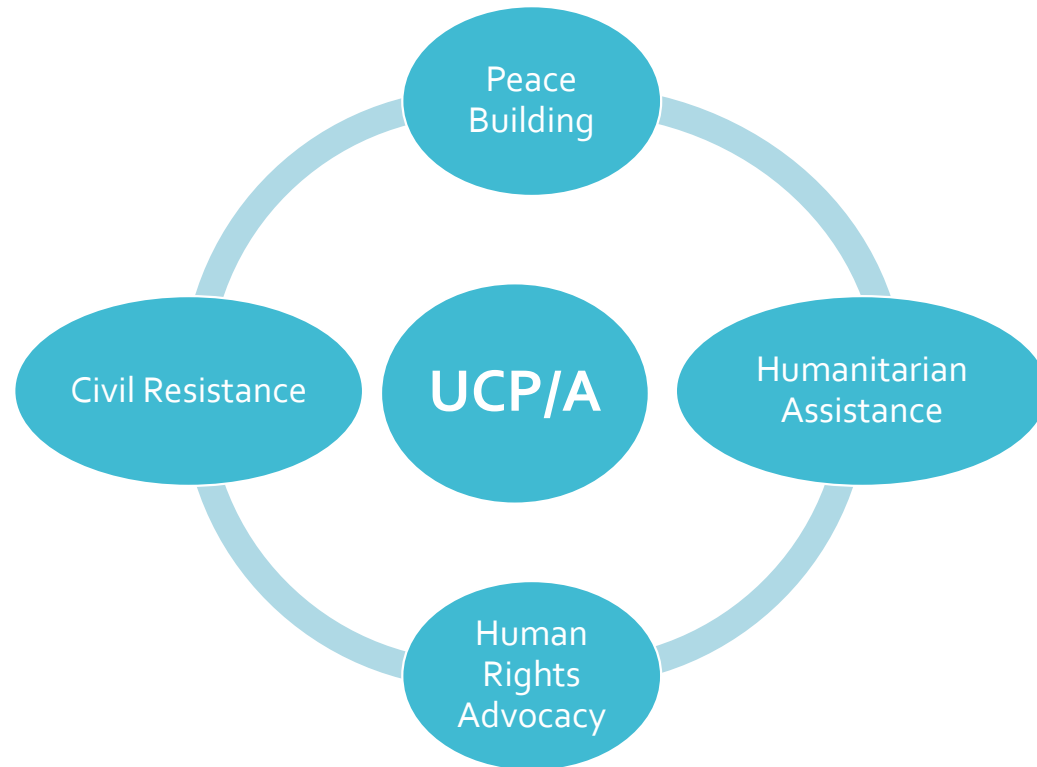 Peace
Building
Civil Resistance
UCP/A
Humanitarian
Assistance
Human
Rights
Advocacy